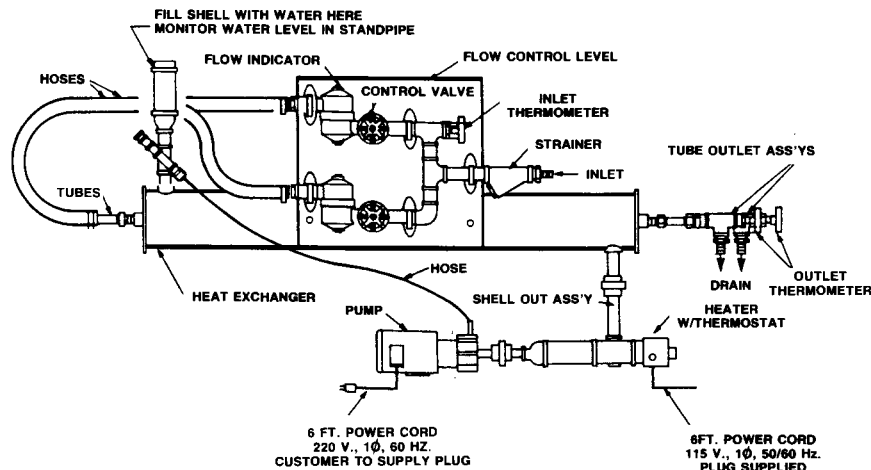 FILL SHELL WITH WATER HERE
MONITOR WATER LEVEL IN STANDPIPE
FLOW INDICATOR
FLOW CONTROL LEVEL
HOSES
CONTROL VALVE
INLET
THERMOMETER
STRAINER
INLET
TUBE OUTLET ASS'YS
TUBES
HOSE
DRAIN
OUTLET
THERMOMETER
HEAT EXCHANGER
SHELL OUT ASS'Y
PUMP
HEATER
W/THERMOSTAT
6 FT. POWER CORD
220 V., 1Ø, 60 HZ.
CUSTOMER TO SUPPLY PLUG
6FT. POWER CORD
115 V., 1Ø, 50/60 Hz.
PLUG SUPPLIED